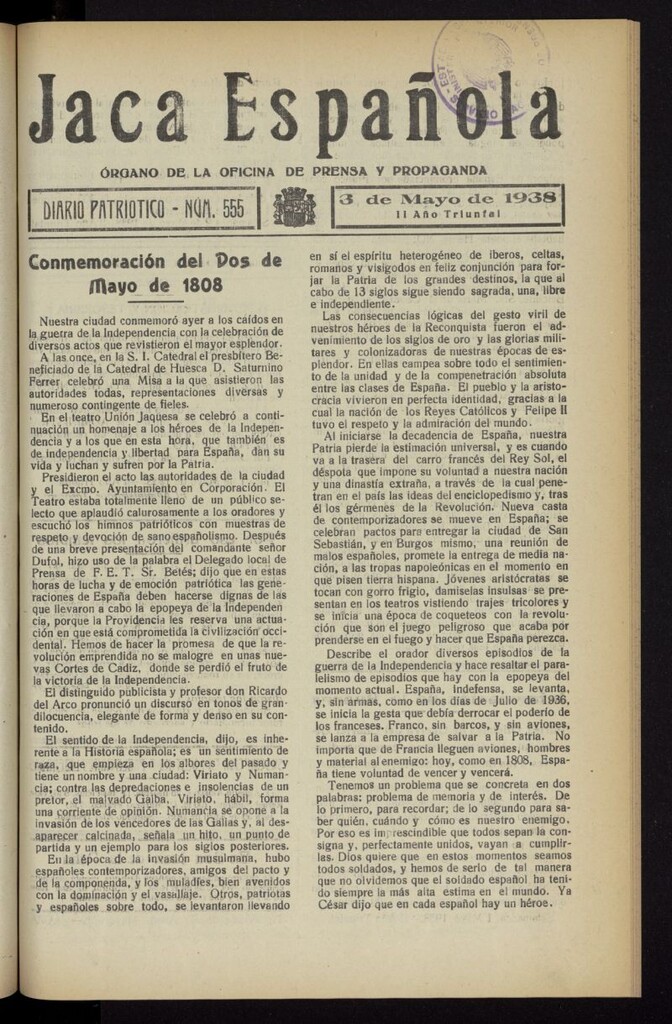 Jaca Española
ÓRGANO DE LA OFICINA DE PRENSA Y PROPAGANDA
DIARIO PATRIOTICO - NÚM. 555
3 de Mayo de 1938
II Año Triunfal
Conmemoración del Dos de
Mayo de 1808
Nuestra ciudad conmemoró ayer a los caídos en
la guerra de la Independencia con la celebración de
diversos actos que revistieron el mayor esplendor.
A las once, en la S. I. Catedral el presbítero Be-
neficiado de la Catedral de Huesca D. Saturnino
Ferrer celebró una Misa a la que asistieron las
autoridades todas, representaciones diversas y
numeroso contingente de fieles.
En el teatro Unión Jaquesa se celebró a conti-
nuación un homenaje a los héroes de la Indepen-
dencia y a los que en esta hora, que también es
de independencia y libertad para España, dan su
vida y luchan y sufren por la Patria.
Presidieron el acto las autoridades de la ciudad
y el Excmo. Ayuntamiento en Corporación. El
Teatro estaba totalmente lleno de un público se-
lecto que aplaudió calurosamente a los oradores y
escuchó los himnos patrióticos con muestras de
respeto y devoción de sano españolismo. Después
de una breve presentación del comandante señor
Dufol, hizo uso de la palabra el Delegado local de
Prensa de F. E. T. Sr. Betés; dijo que en estas
horas de lucha y de emoción patriótica las gene-
raciones de España deben hacerse dignas de las
que llevaron a cabo la epopeya de la Independen
cia, porque la Providencia les reserva una actua-
ción en que está comprometida la civilización occi-
dental. Hemos de hacer la promesa de que la re-
volución emprendida no se malogre en unas nue-
vas Cortes de Cádiz, donde se perdió el fruto de
la victoria de la Independencia.
El distinguido publicista y profesor don Ricardo
del Arco pronunció un discurso en tonos de gran-
dilocuencia, elegante de forma y denso en su con-
tenido.
El sentido de la Independencia, dijo, es inhe-
rente a la Historia española; es un sentimiento de
raza, que empieza en los albores del pasado y
tiene un nombre y una ciudad: Viriato y Numan-
cia; contra las depredaciones e insolencias de un
pretor, el malvado Galba. Viriato, hábil, forma
una corriente de opinión. Numancia se opone a la
invasión de los vencedores de las Galias y, al des-
aparecer calcinada, señala un hito, un punto de
partida y un ejemplo para los siglos posteriores.
En la época de la invasión musulmana, hubo
españoles contemporizadores, amigos del pacto y
de la componenda, y los muladíes, bien avenidos
con la dominación y el vasallaje. Otros, patriotas
y españoles sobre todo, se levantaron llevando
en sí el espíritu heterogéneo de iberos, celtas,
romanos y visigodos en feliz conjunción para for-
jar la Patria de los grandes destinos, la que al
cabo de 13 siglos sigue siendo sagrada, una, libre
e independiente.
Las consecuencias lógicas del gesto viril de
nuestros héroes de la Reconquista fueron el ad-
venimiento de los siglos de oro y las glorias mili-
tares y colonizadoras de nuestras épocas de es-
plendor. En ellas campea sobre todo el sentimiento
de la unidad y de la compenetración absoluta
entre las clases de España. El pueblo y la aristo-
cracia vivieron en perfecta identidad, gracias a la
cual la nación de los Reyes Católicos y Felipe II
tuvo el respeto y la admiración del mundo.
Al iniciarse la decadencia de España, nuestra
Patria pierde la estimación universal, y es cuando
va a la trasera del carro francés del Rey Sol, el
déspota que impone su voluntad a nuestra nación
y una dinastía extraña, a través de la cual pene-
tran en el país las ideas del enciclopedismo y, tras
él los gérmenes de la Revolución. Nueva casta
de contemporizadores se mueve en España; se
celebran pactos para entregar la ciudad de San
Sebastián, y en Burgos mismo, una reunión de
malos españoles, promete la entrega de media na-
ción, a las tropas napoleónicas en el momento en
que pisen tierra hispana. Jóvenes aristócratas se
tocan con gorro frigio, damiselas insulsas se pre-
sentan en los teatros vistiendo trajes tricolores y
se inicia una época de coqueteos con la revolu-
ción que son el juego peligroso que acaba por
prenderse en el fuego y hacer que España perezca.
Describe el orador diversos episodios de la
guerra de la Independencia y hace resaltar el para-
lelismo de episodios que hay con la epopeya del
momento actual. España, indefensa, se levanta,
y, sin armas, como en los días de Julio de 1936,
se inicia la gesta que debía derrocar el poderío de
los franceses. Franco, sin barcos, y sin aviones,
se lanza a la empresa de salvar a la Patria. No
importa que de Francia lleguen aviones, hombres
y material al enemigo: hoy, como en 1808, Espa-
ña tiene voluntad de vencer y vencerá.
Tenemos un problema que se concreta en dos
palabras: problema de memoria y de interés. De
lo primero, para recordar; de lo segundo para sa-
ber quién, cuándo y cómo es nuestro enemigo.
Por eso es imprescindible que todos sepan la con-
signa y, perfectamente unidos, vayan a cumplir-
las. Dios quiere que en estos momentos seamos
todos soldados, y hemos de serlo de tal manera
que no olvidemos que el soldado español ha teni-
do siempre la más alta estima en el mundo. Ya
César dijo que en cada español hay un héroe.